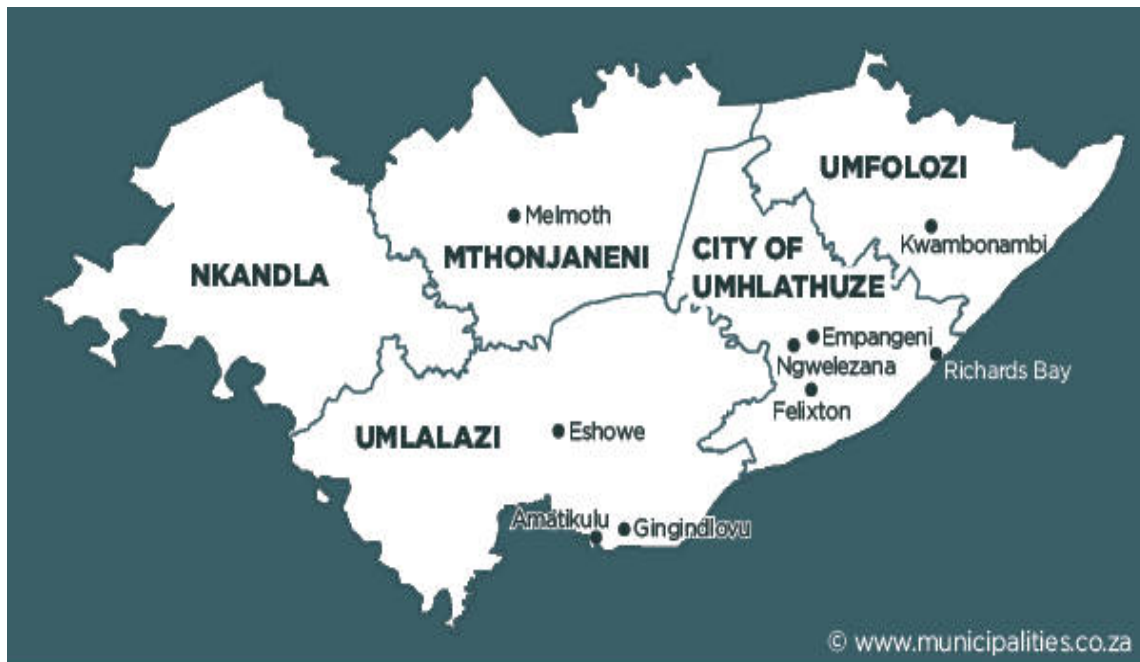 UMFOLOZI
Melmoth
Kwambonambi
MTHONJANENI
CITY OF
UMHLATHUZE
NKANDLA
Empangeni
Ngwelezana
Richards Bay
Felixton
UMLALAZI
Eshowe
Amatikulu
Gingindlovu
© www.municipalities.co.za